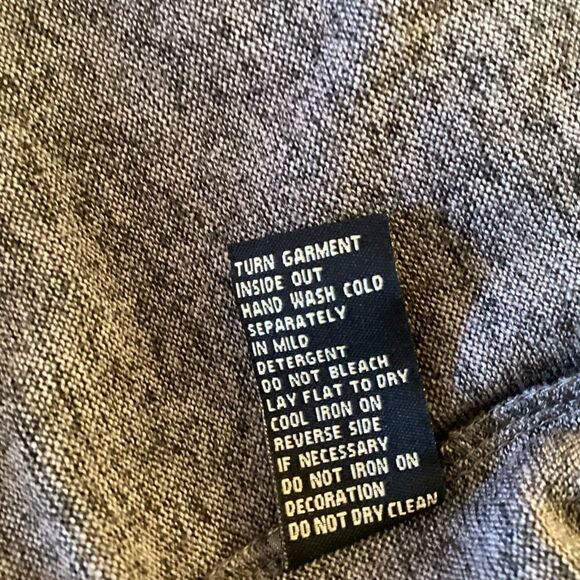 TURN GARMENT
INSIDE OUT
HAND WASH COLD
SEPARATELY
IN MILD
DETERGENT
DO NOT BLEACH
LAY FLAT TO DRY
COOL IRON ON
REVERSE SIDE
IF NECESSARY
DO NOT IRON ON
DECORATION
DO NOT DRY CLEAN